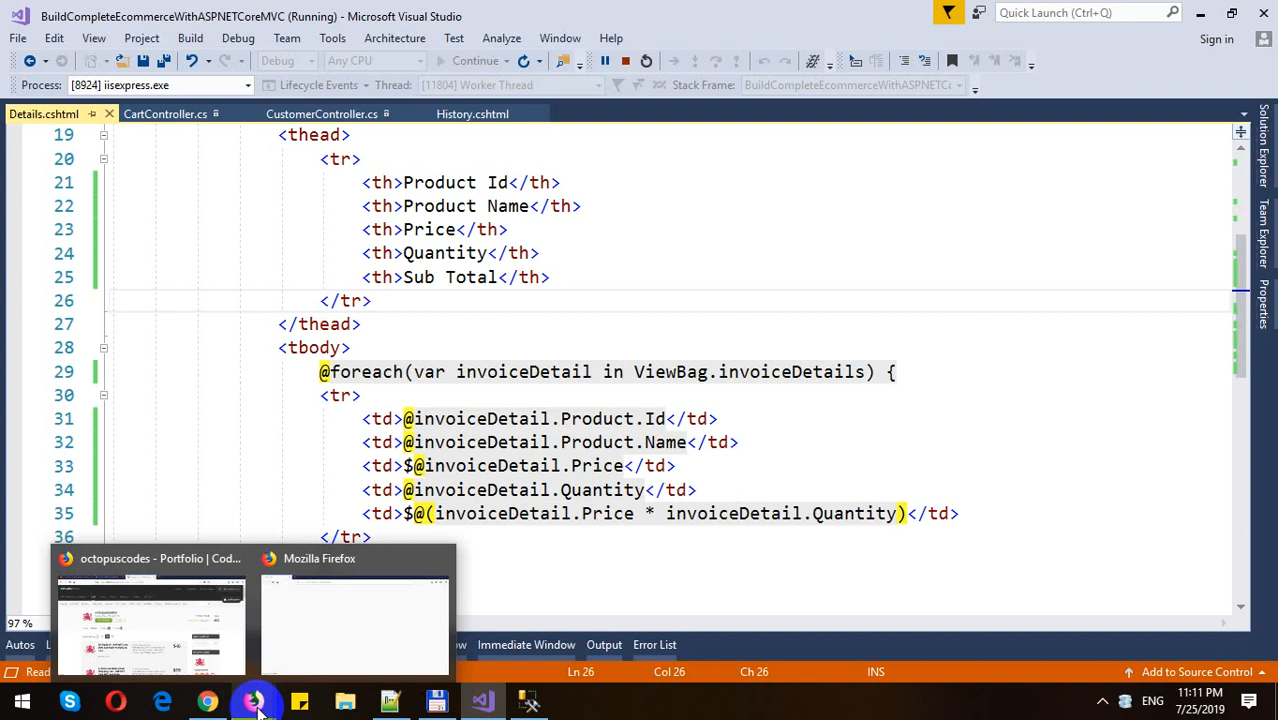 BuildCompleteEcommerceWithASPNETCoreMVC (Running) - Microsoft Visual Studio
Quick Launch (Ctrl+Q)
File Edit View Project Build Debug Team Tools Architecture Test Analyze Window Help
Sign in
Debug Any CPU Continue
Process: [8924] iisexpress.exe Lifecycle Events Thread: [11804] Worker Thread Stack Frame: BuildCompleteEcommerceWithASPNETCoreMVC
Details.cshtml CartController.cs CustomerController.cs History.cshtml
19 <thead>
20 <tr>
21 <th>Product Id</th>
22 <th>Product Name</th>
23 <th>Price</th>
24 <th>Quantity</th>
25 <th>Sub Total</th>
26 </tr>
27 </thead>
28 <tbody>
29 @foreach(var invoiceDetail in ViewBag.invoiceDetails) {
30 <tr>
31 <td>@invoiceDetail.Product.Id</td>
32 <td>@invoiceDetail.Product.Name</td>
33 <td>$@invoiceDetail.Price</td>
34 <td>@invoiceDetail.Quantity</td>
35 <td>$@(invoiceDetail.Price * invoiceDetail.Quantity)</td>
36 </tr>
Solution Explorer
Team Explorer
Properties
octopuscodes - Portfolio | Cod... Mozilla Firefox
97 %
Autos Immediate Window Output Error List
Ln 26 Col 26 Ch 26 INS Add to Source Control
ENG
11:11 PM
7/25/2019